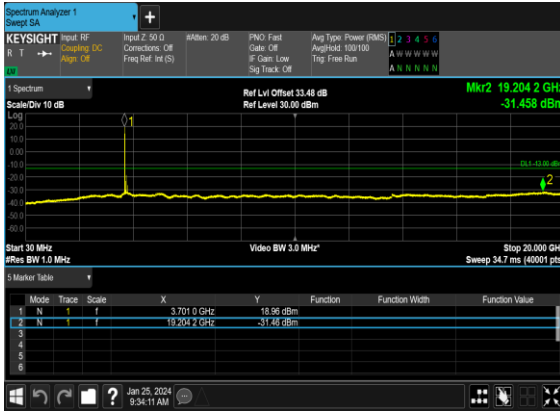 Spectrum Analyzer 1
Swept SA
+
KEYSIGHT Input: RF Input Z: 50 Ω #Atten: 20 dB PNO: Fast Avg Type: Power (RMS) 1 2 3 4 5 6
R T Coupling: DC Corrections: Off Gate: Off Avg|Hold: 100/100 A W W W W W
Align: Off Freq Ref: Int (S) IF Gain: Low Trig: Free Run
LV Sig Track: Off A N N N N N
1 Spectrum Ref Lvl Offset 33.48 dB Mkr2 19.204 2 GHz
Scale/Div 10 dB Ref Level 30.00 dBm -31.458 dBm
Log
1
20.0
10.0
0.00
-10.0
DL1 -13.00 dBm
-20.0
2
-30.0
-40.0
-50.0
-60.0
Start 30 MHz Video BW 3.0 MHz* Stop 20.000 GHz
#Res BW 1.0 MHz Sweep 34.7 ms (40001 pts)
5 Marker Table
Mode Trace Scale X Y Function Function Width Function Value
1 N 1 f 3.701 0 GHz 18.96 dBm
2 N 1 f 19.204 2 GHz -31.46 dBm
3
4
5
6
? Jan 25, 2024
9:34:11 AM